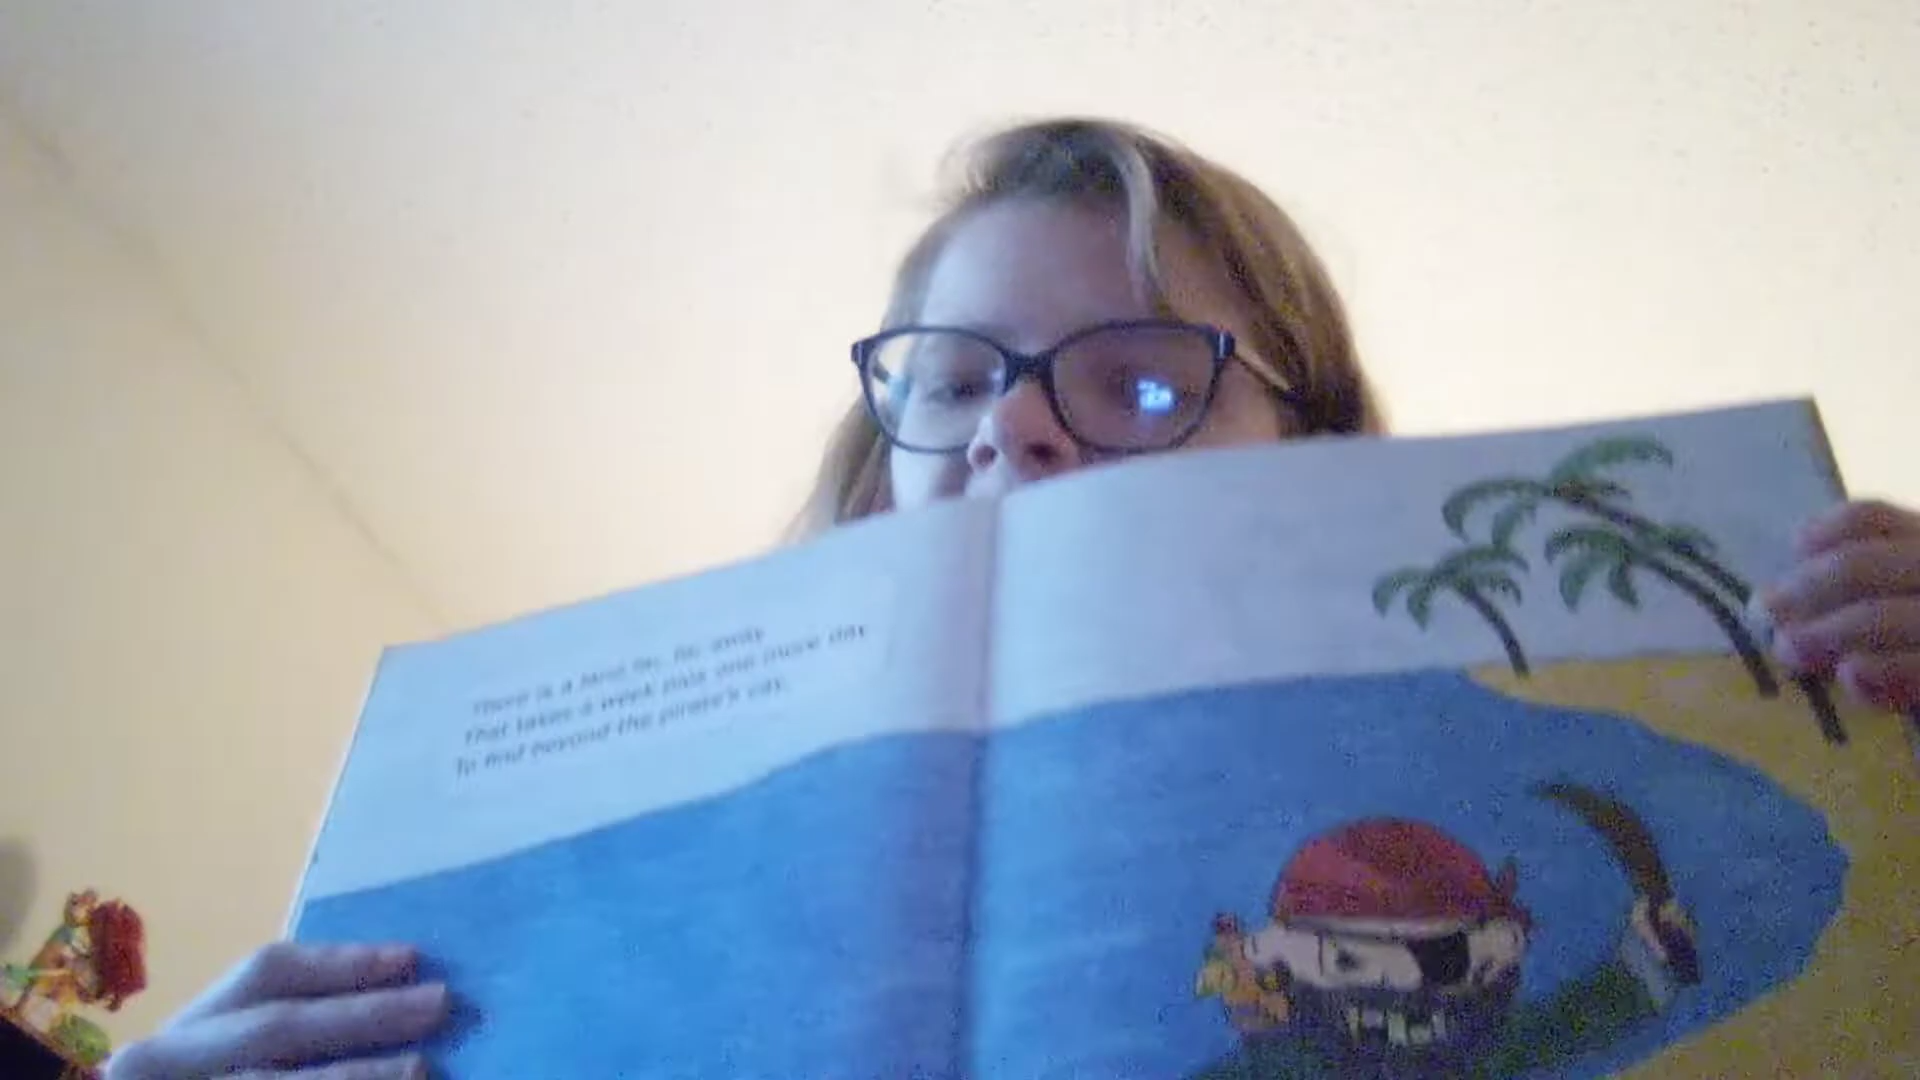 There is a land far, far away
That takes a week plus one more day
To find beyond the pirate's cay.